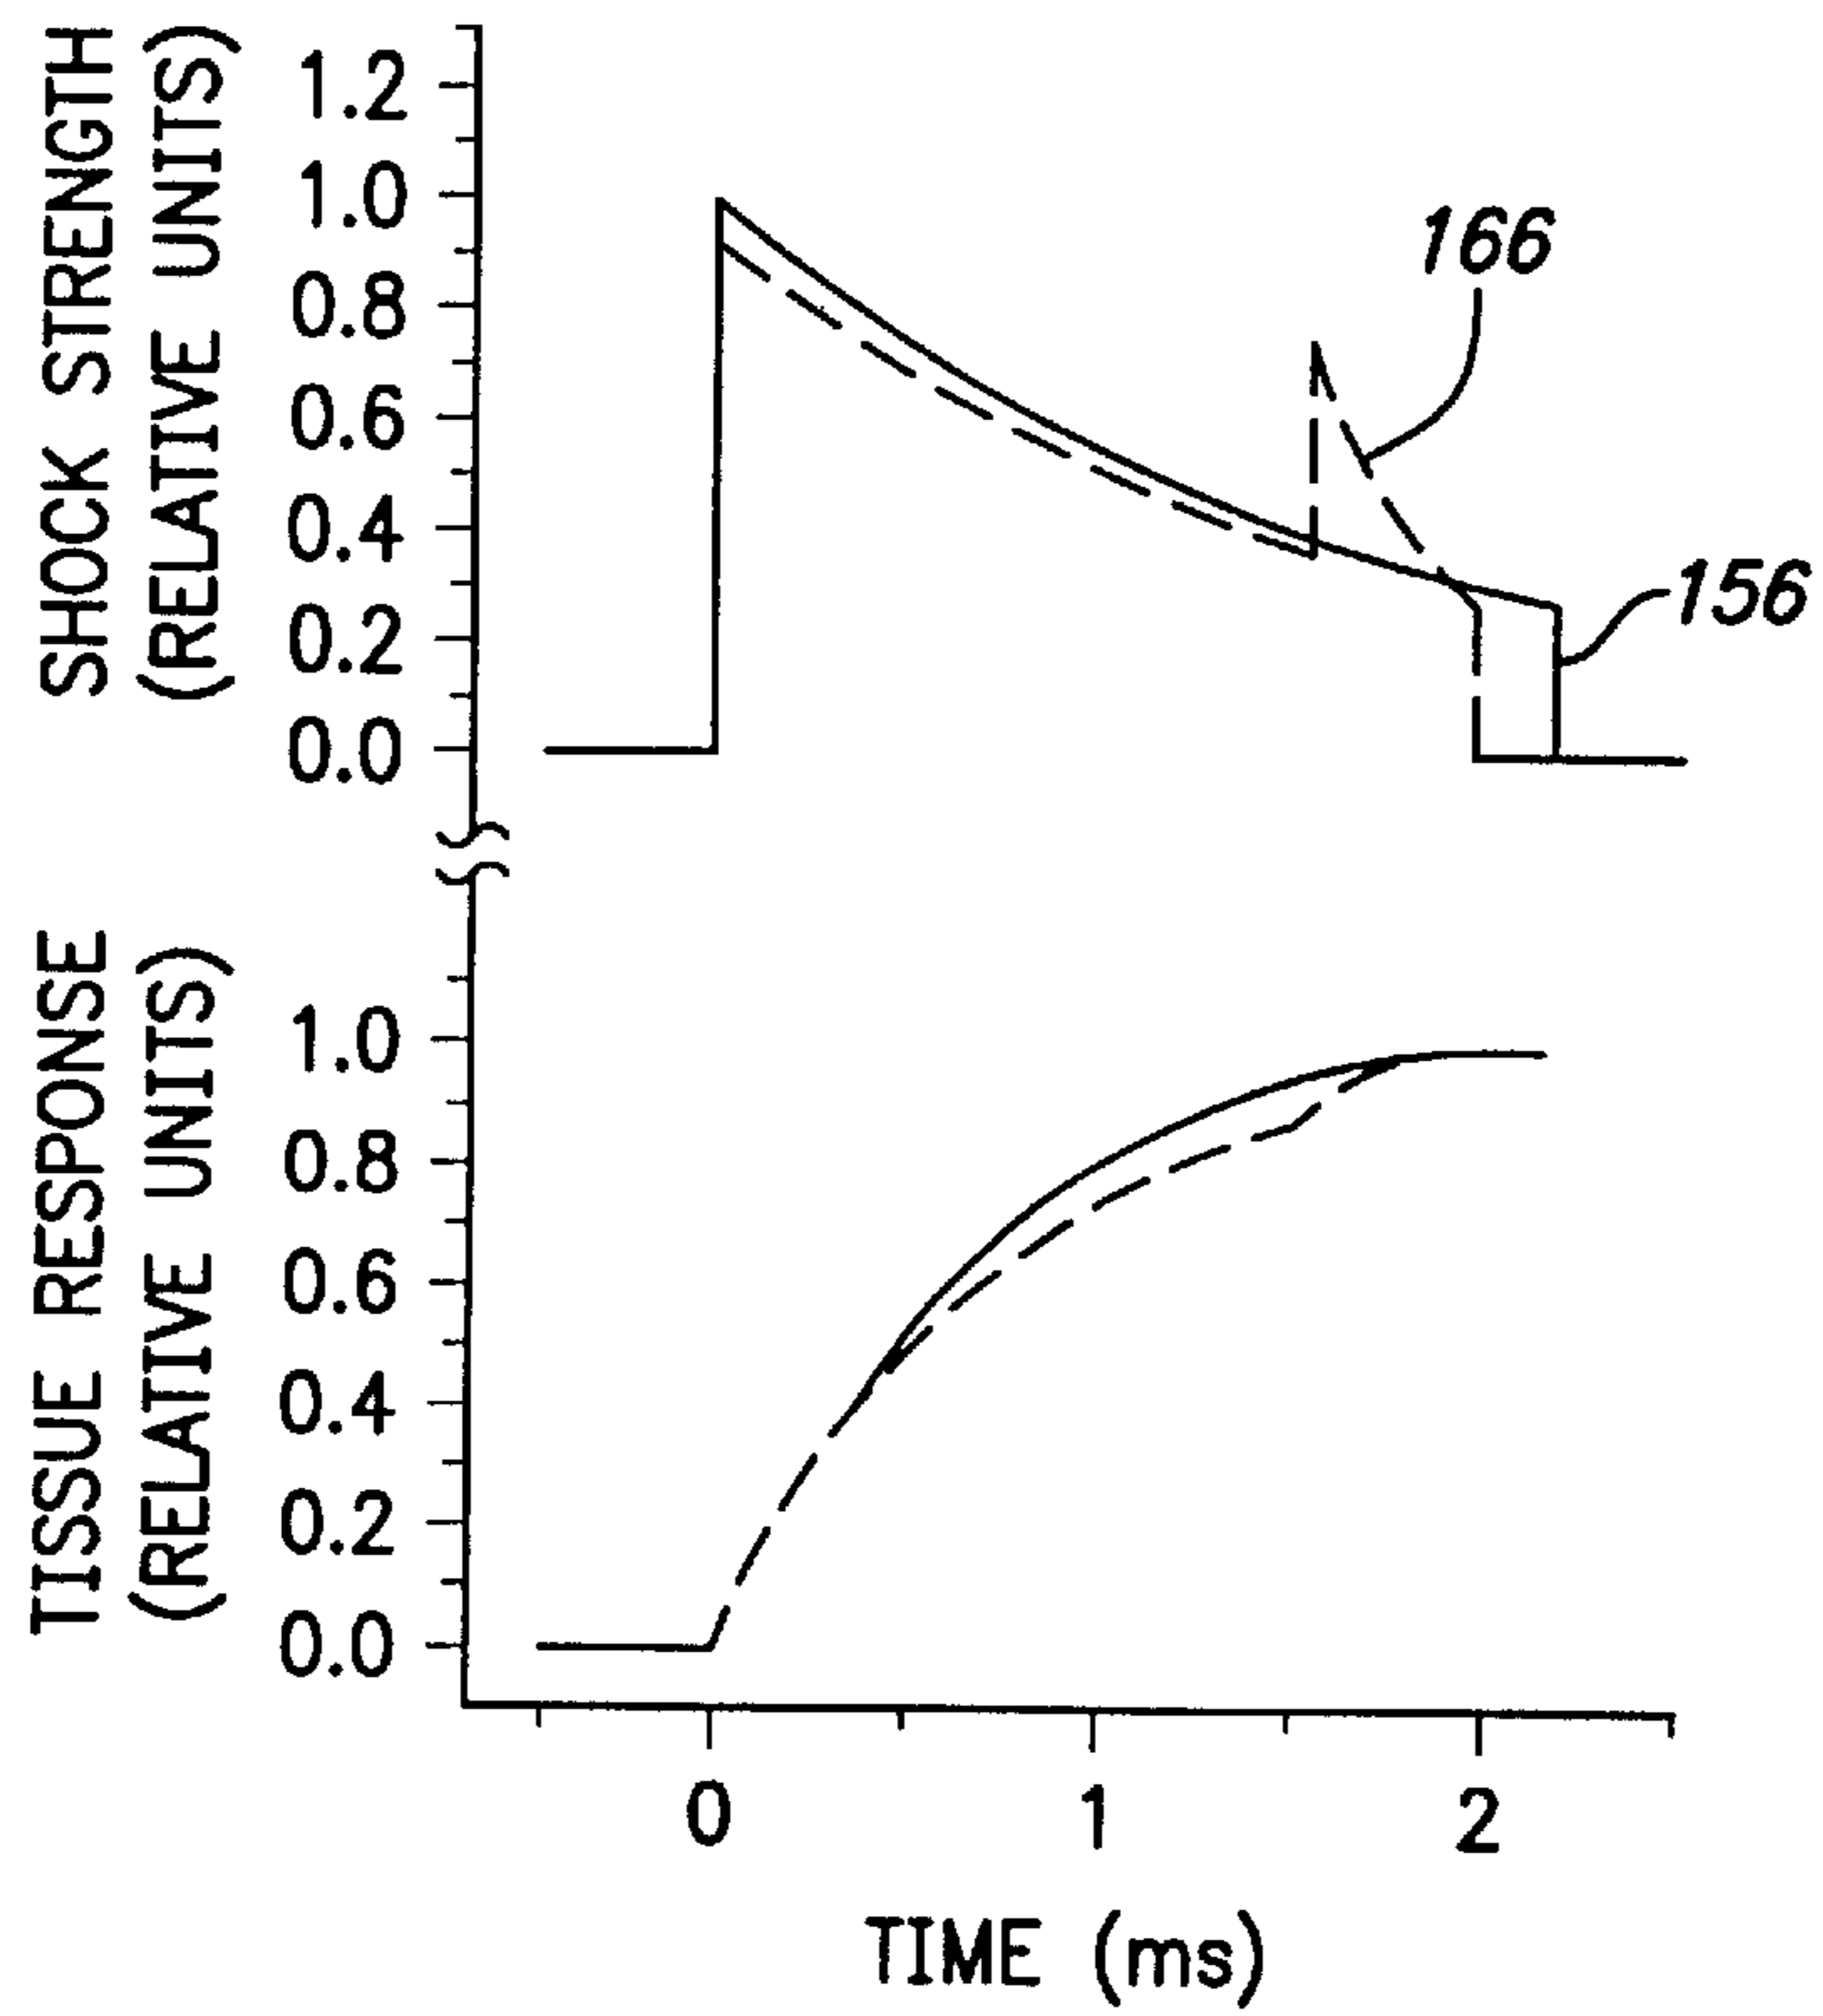 SHOCK STRENGTH
(RELATIVE UNITS)
1.2
1.0
0.8
0.6
0.4
0.2
0.0
166
156
TISSUE RESPONSE
(RELATIVE UNITS)
1.0
0.8
0.6
0.4
0.2
0.0
0 1 2
TIME (ms)